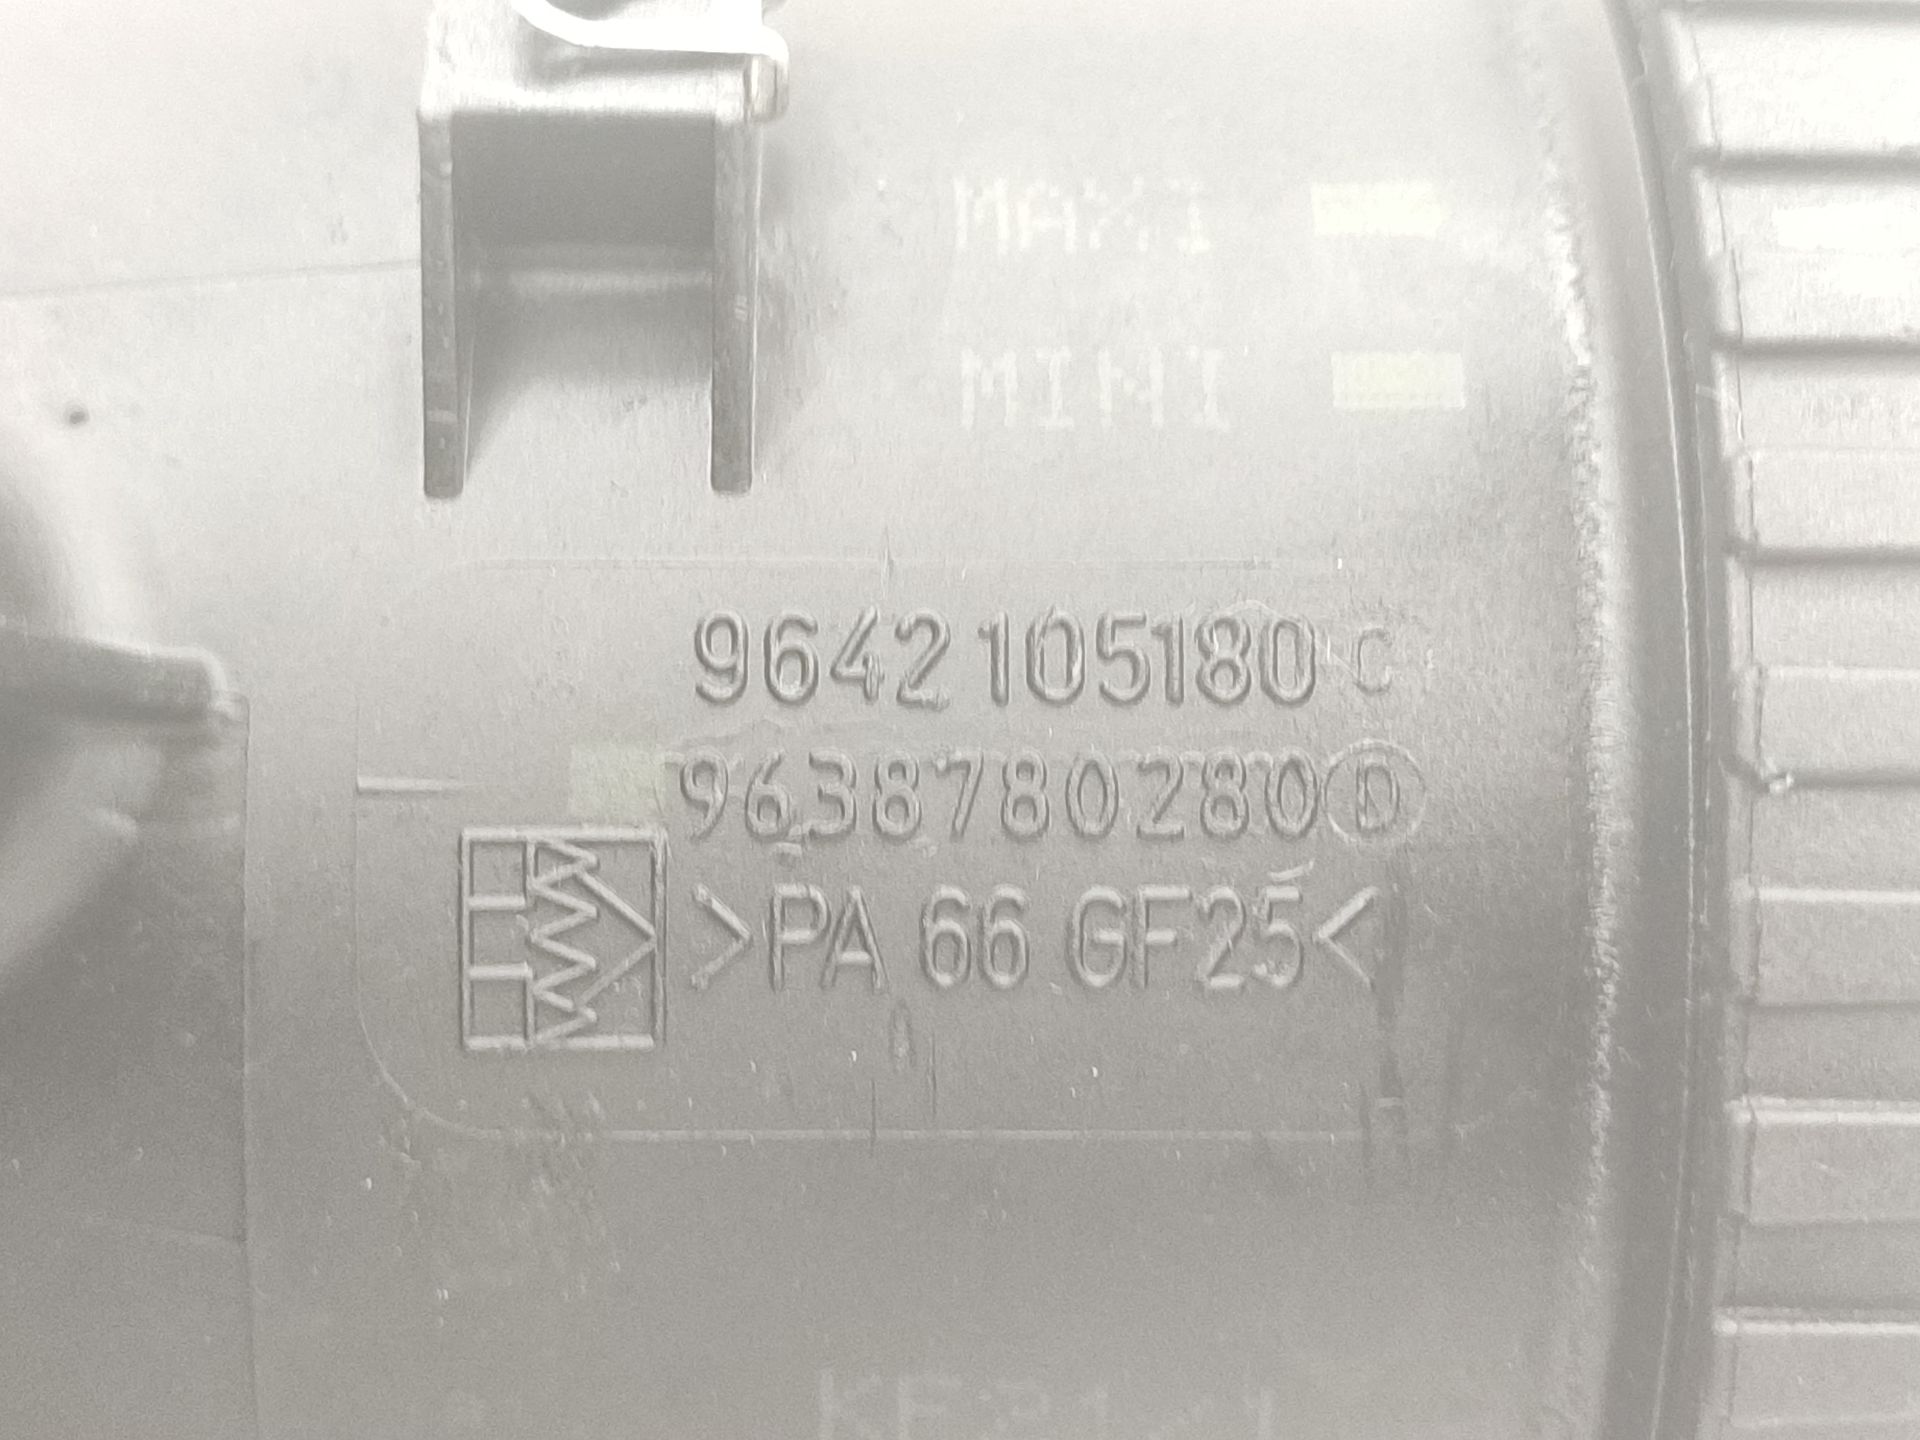 MAXI
MINI
9642105180 C
9638780280 D
>PA 66 GF25<